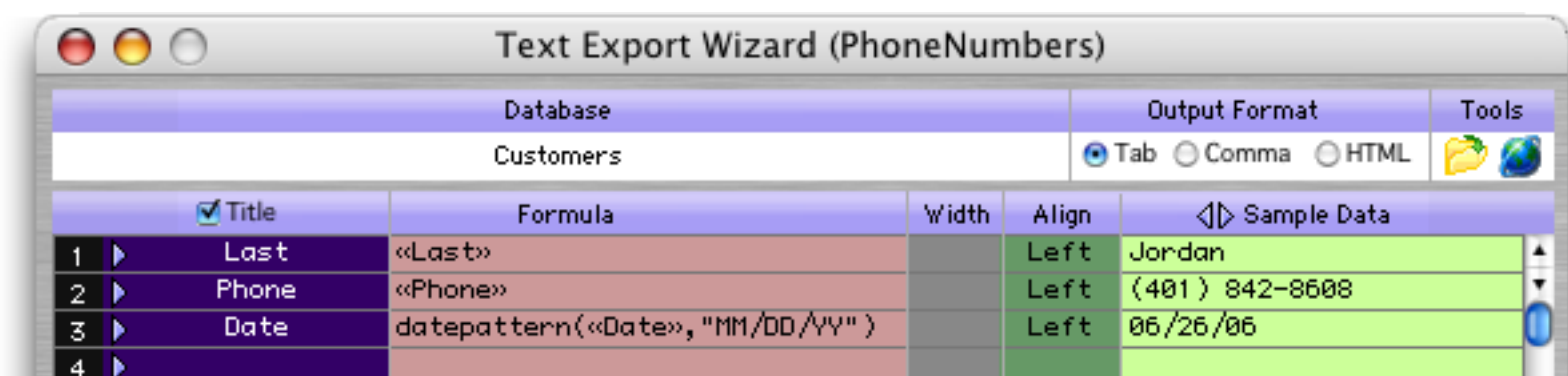 Text Export Wizard (PhoneNumbers)
Database Output Format Tools
Customers Tab Comma HTML
Title Formula Width Align Sample Data
1 Last «Last» Left Jordan
2 Phone «Phone» Left (401) 842-8608
3 Date datepattern(«Date»,"MM/DD/YY") Left 06/26/06
4